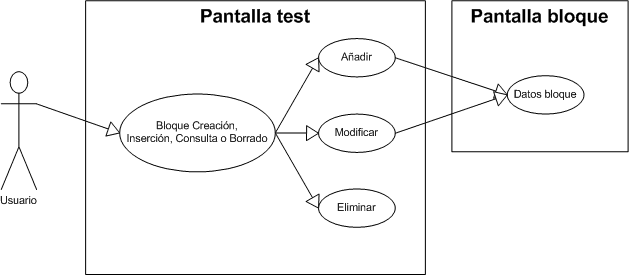 Pantalla test
Pantalla bloque
Añadir
Datos bloque
Bloque Creación,
Inserción, Consulta o Borrado
Modificar
Usuario
Eliminar